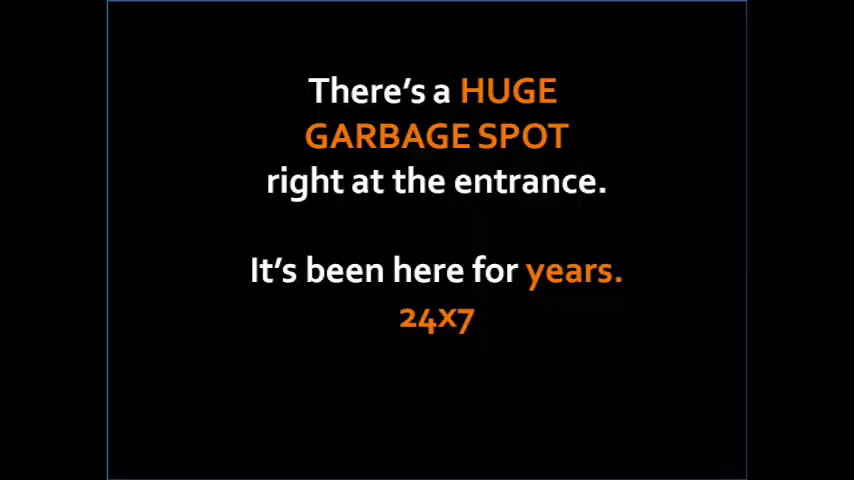 There’s a HUGE
GARBAGE SPOT
right at the entrance.
It’s been here for years.
24x7